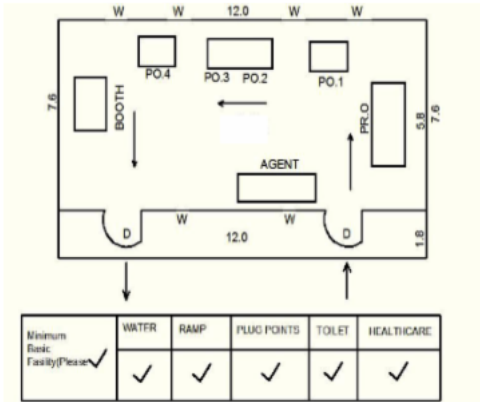 W W 12.0 W W
PO.4 PO.3 PO.2 PO.1
7.6
BOOTH
PR.O
5.8
7.6
AGENT
D W W D
12.0
1.8
Minimum
Basic
Fasility(Please
WATER RAMP PLUG POINTS TOILET HEALTHCARE